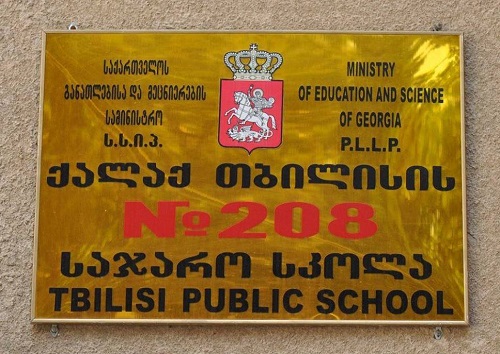 საქართველოს
განათლებისა და მეცნიერების
სამინისტრო
ს.ს.ი.პ.
MINISTRY
OF EDUCATION AND SCIENCE
OF GEORGIA
P.L.L.P.
ქალაქ თბილისის
№208
საჯარო სკოლა
TBILISI PUBLIC SCHOOL